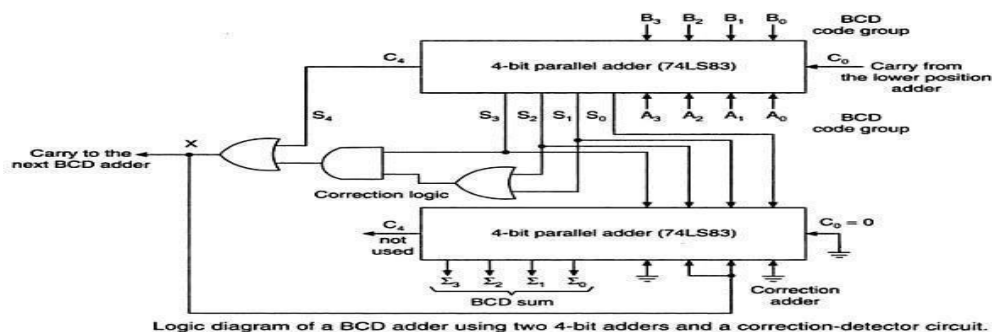 B₃ B₂ B₁ B₀
BCD
code group
C₄
4-bit parallel adder (74LS83)
C₀
Carry from
the lower position
adder
S₄
S₃ S₂ S₁ S₀
A₃ A₂ A₁ A₀
BCD
code group
X
Carry to the
next BCD adder
Correction logic
C₄
not
used
4-bit parallel adder (74LS83)
C₀ = 0
Σ₃ Σ₂ Σ₁ Σ₀
BCD sum
Correction
adder
Logic diagram of a BCD adder using two 4-bit adders and a correction-detector circuit.